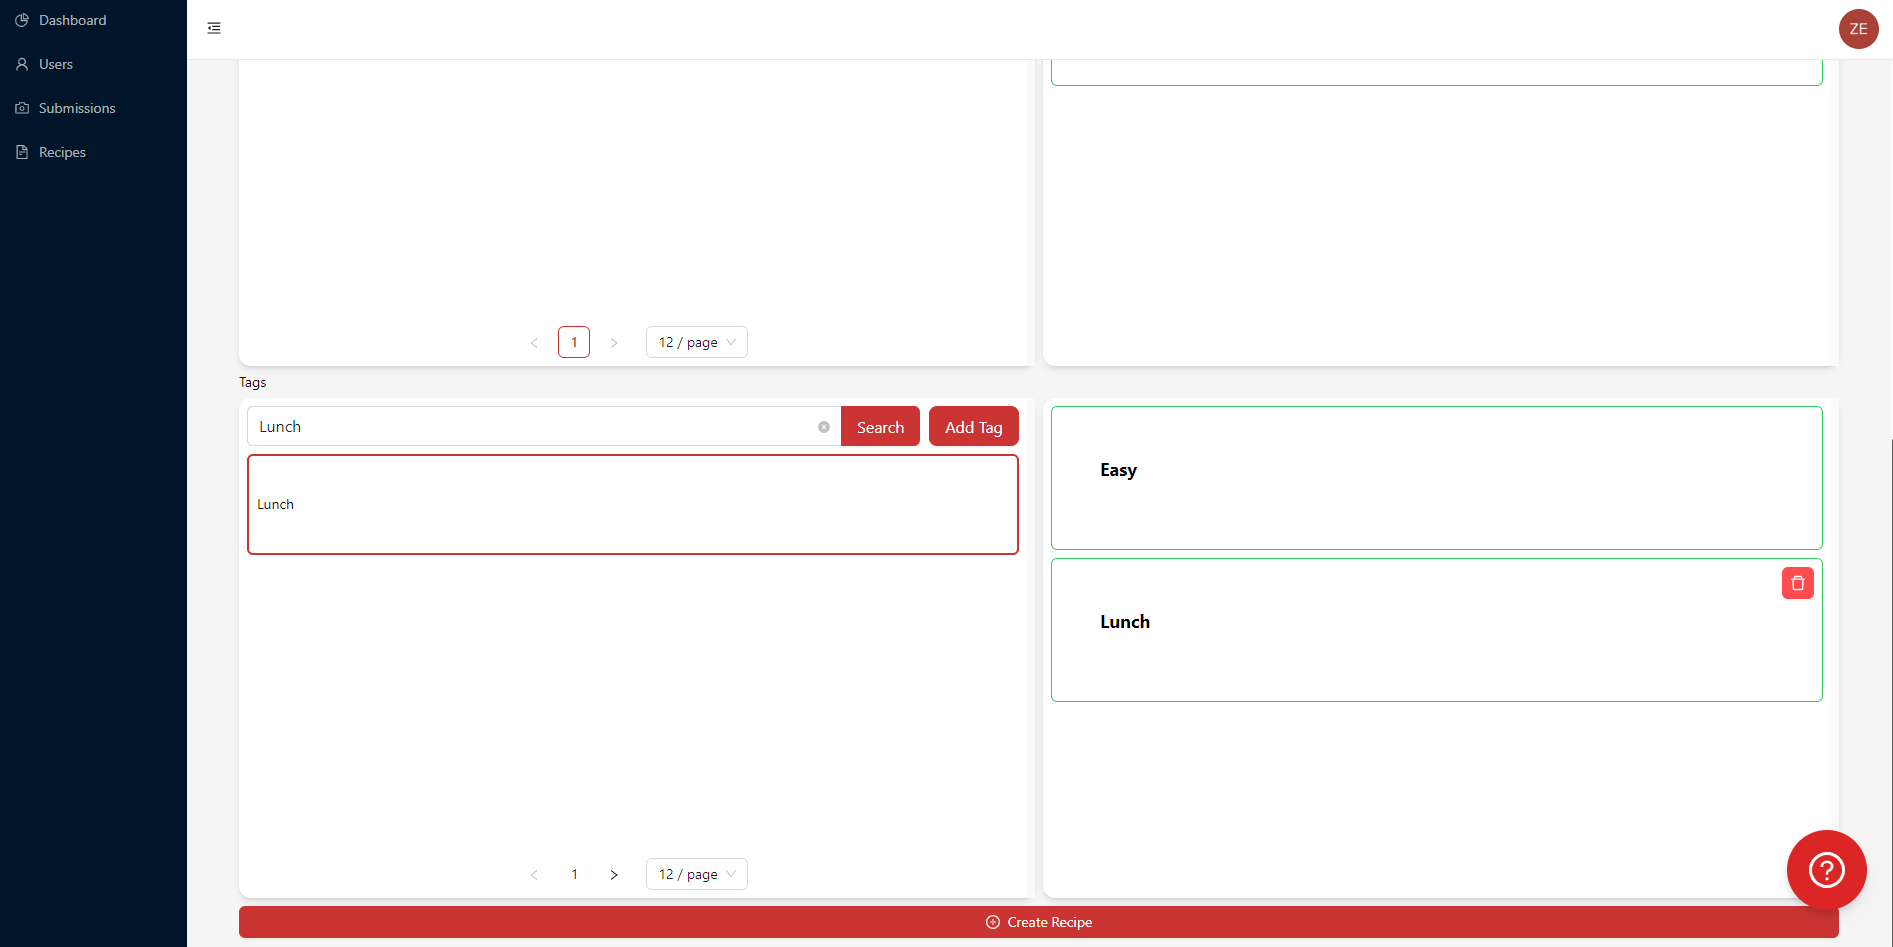 Dashboard
Users
Submissions
Recipes
ZE
1
12 / page
Tags
Lunch
Search
Add Tag
Lunch
Easy
Lunch
1
12 / page
Create Recipe